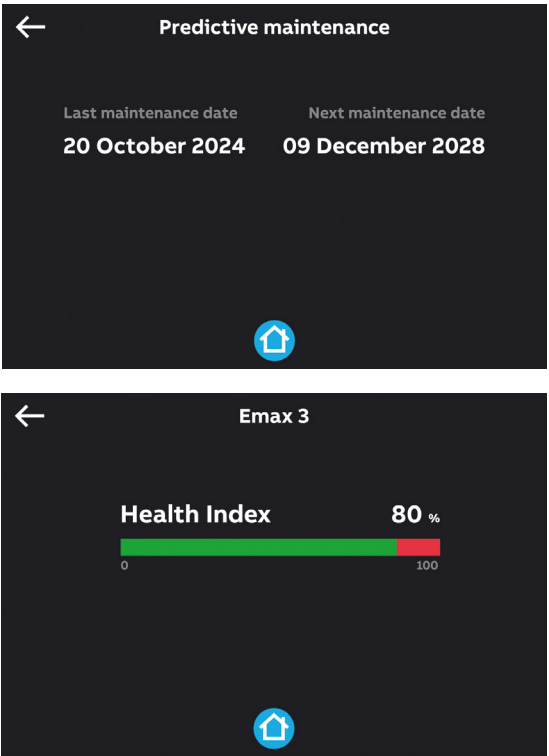 Predictive maintenance
Last maintenance date Next maintenance date
20 October 2024 09 December 2028
Emax 3
Health Index 80 %
0 100